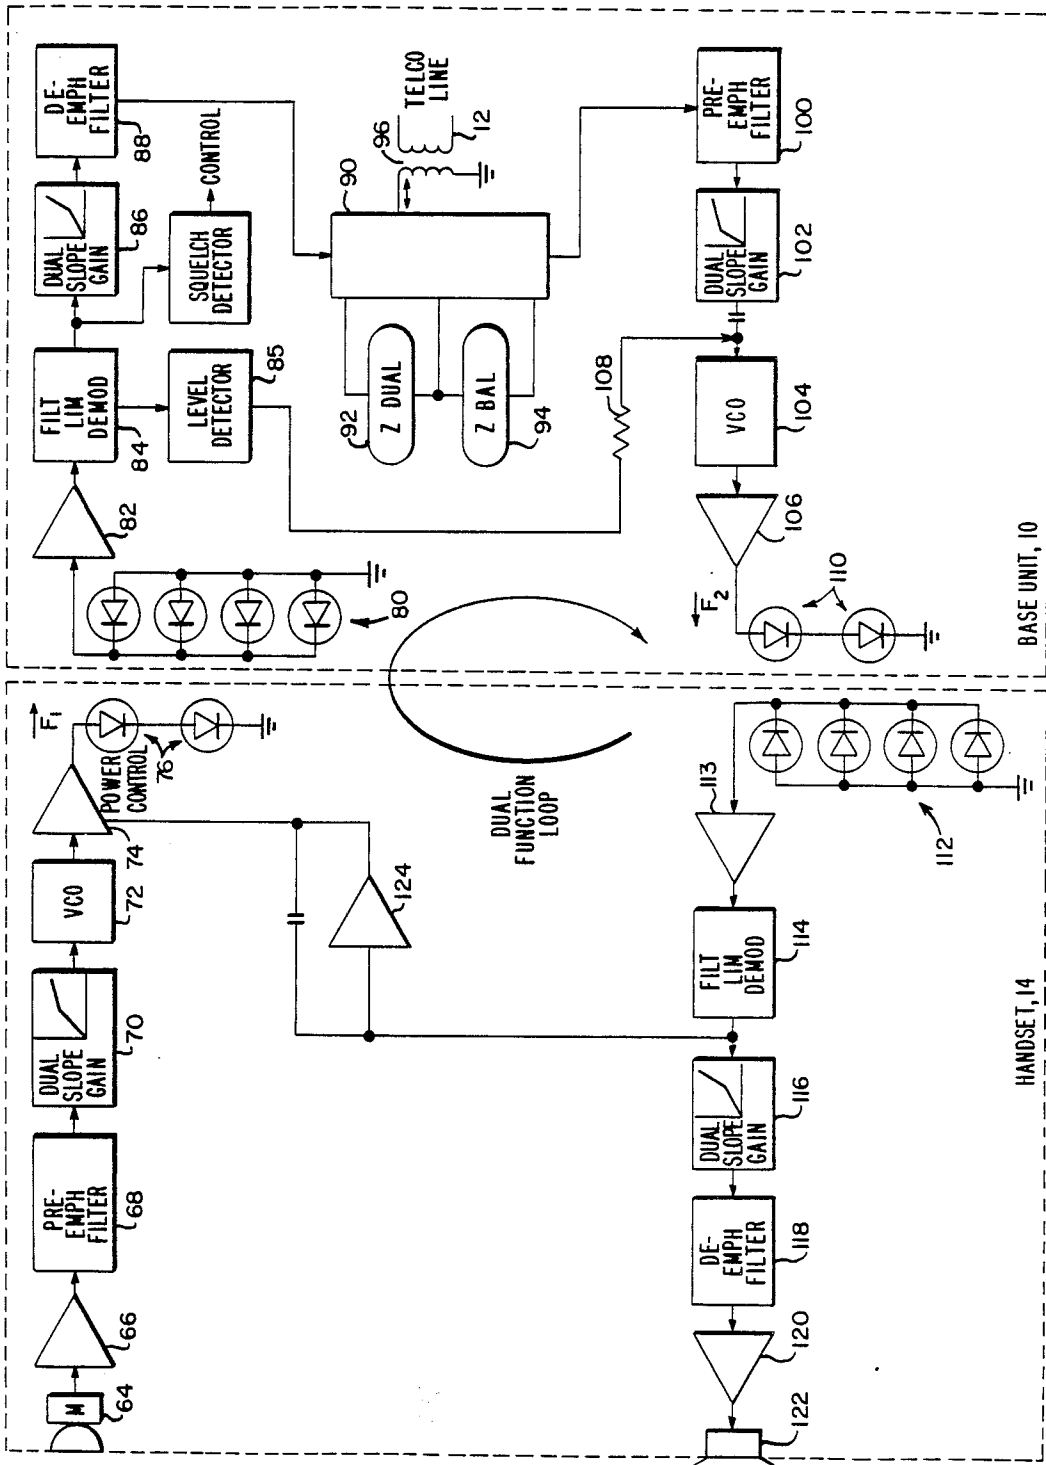 M
64
66
PRE-
EMPH
FILTER
68
DUAL
SLOPE
GAIN
70
VCO
72
74
POWER
CONTROL
76
F1
124
DUAL
FUNCTION
LOOP
112
113
FILT
LIM
DEMOD
114
DUAL
SLOPE
GAIN
116
DE-
EMPH
FILTER
118
120
122
HANDSET, 14
80
82
FILT
LIM
DEMOD
84
LEVEL
DETECTOR
85
DUAL
SLOPE
GAIN
86
SQUELCH
DETECTOR
CONTROL
DE-
EMPH
FILTER
88
90
92
Z DUAL
Z BAL
94
96
TELCO
LINE
12
PRE-
EMPH
FILTER
100
DUAL
SLOPE
GAIN
102
108
VCO
104
106
F2
110
BASE UNIT, 10